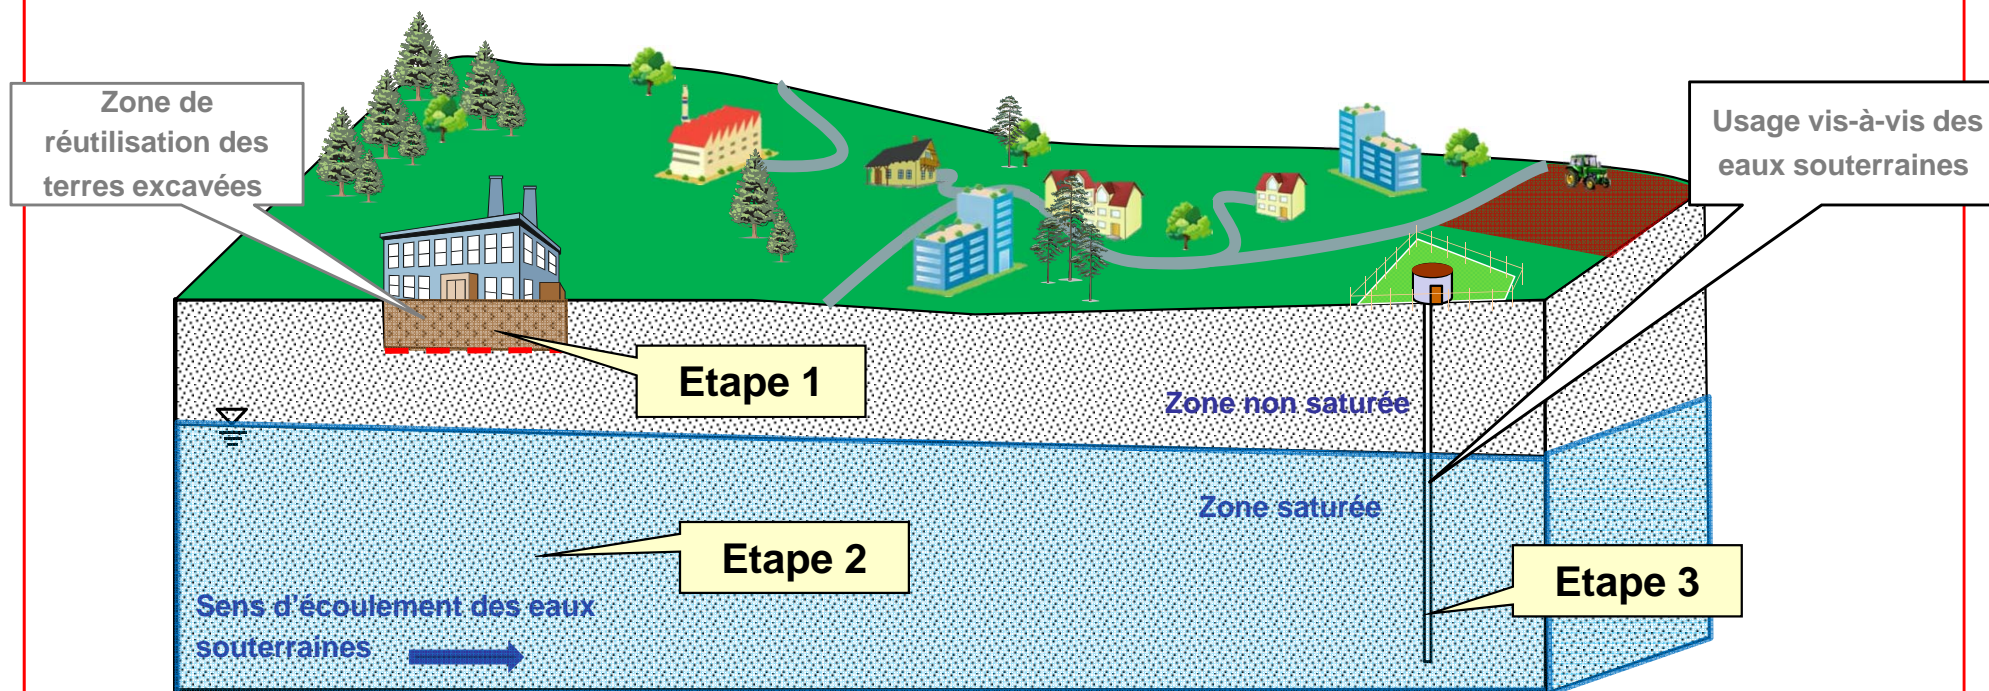 Zone de
réutilisation des
terres excavées
Usage vis-à-vis des
eaux souterraines
Etape 1
Zone non saturée
Zone saturée
Etape 2
Etape 3
Sens d'écoulement des eaux
souterraines